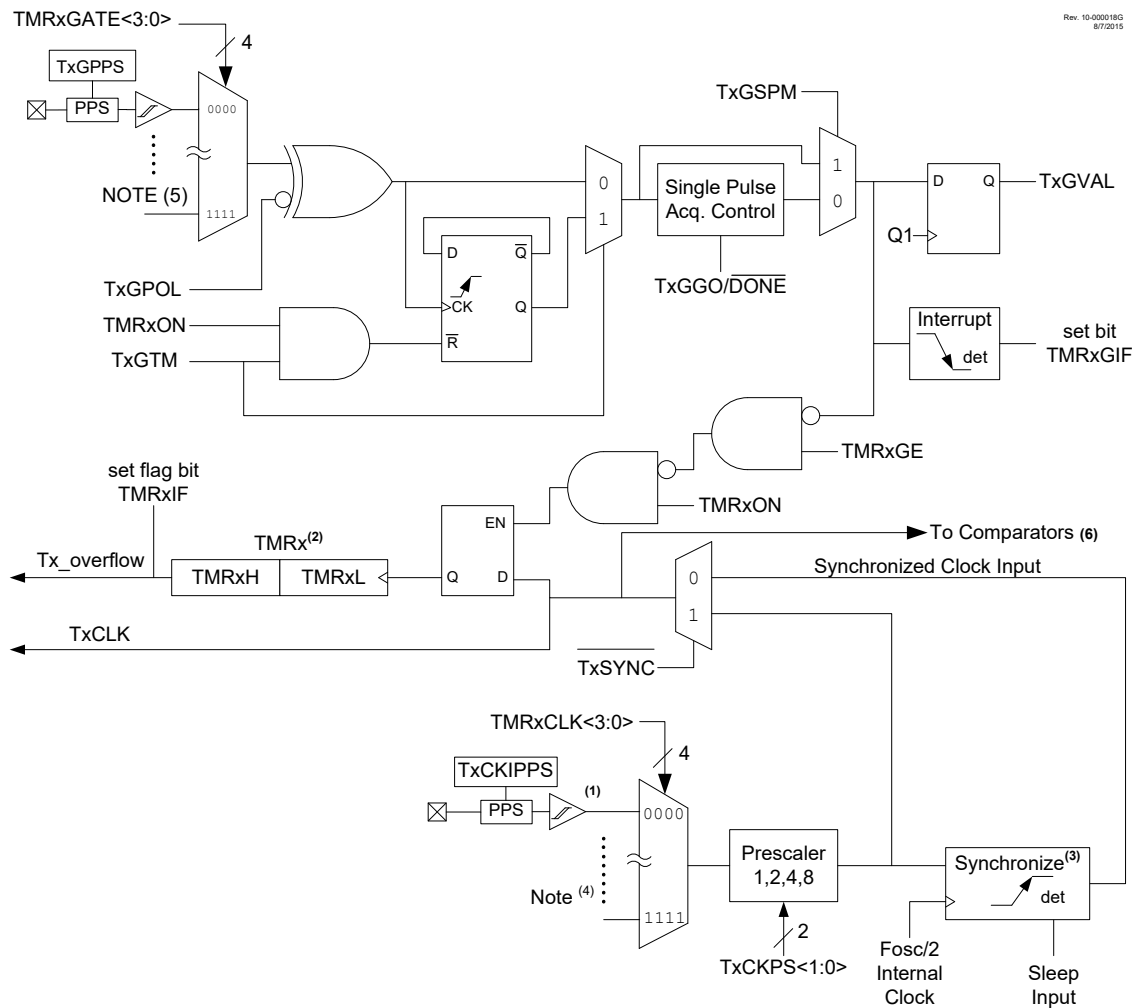 TMRxGATE<3:0>
Rev. 10-000018G
8/7/2015
4
TxGPPS
PPS
0000
NOTE (5)
1111
TxGSPM
0
1
Single Pulse
Acq. Control
1
0
D
Q
TxGVAL
Q1
TxGPOL
TMRxON
TxGTM
D
Q
CK
Q
R
TxGGO/DONE
Interrupt
det
set bit
TMRxGIF
TMRxGE
TMRxON
set flag bit
TMRxIF
Tx_overflow
TMRx(2)
TMRxH
TMRxL
EN
Q
D
To Comparators (6)
Synchronized Clock Input
0
1
TxCLK
TxSYNC
TMRxCLK<3:0>
4
TxCKIPPS
PPS
(1)
0000
Note (4)
1111
Prescaler
1,2,4,8
2
TxCKPS<1:0>
Synchronize(3)
det
Fosc/2
Internal
Clock
Sleep
Input